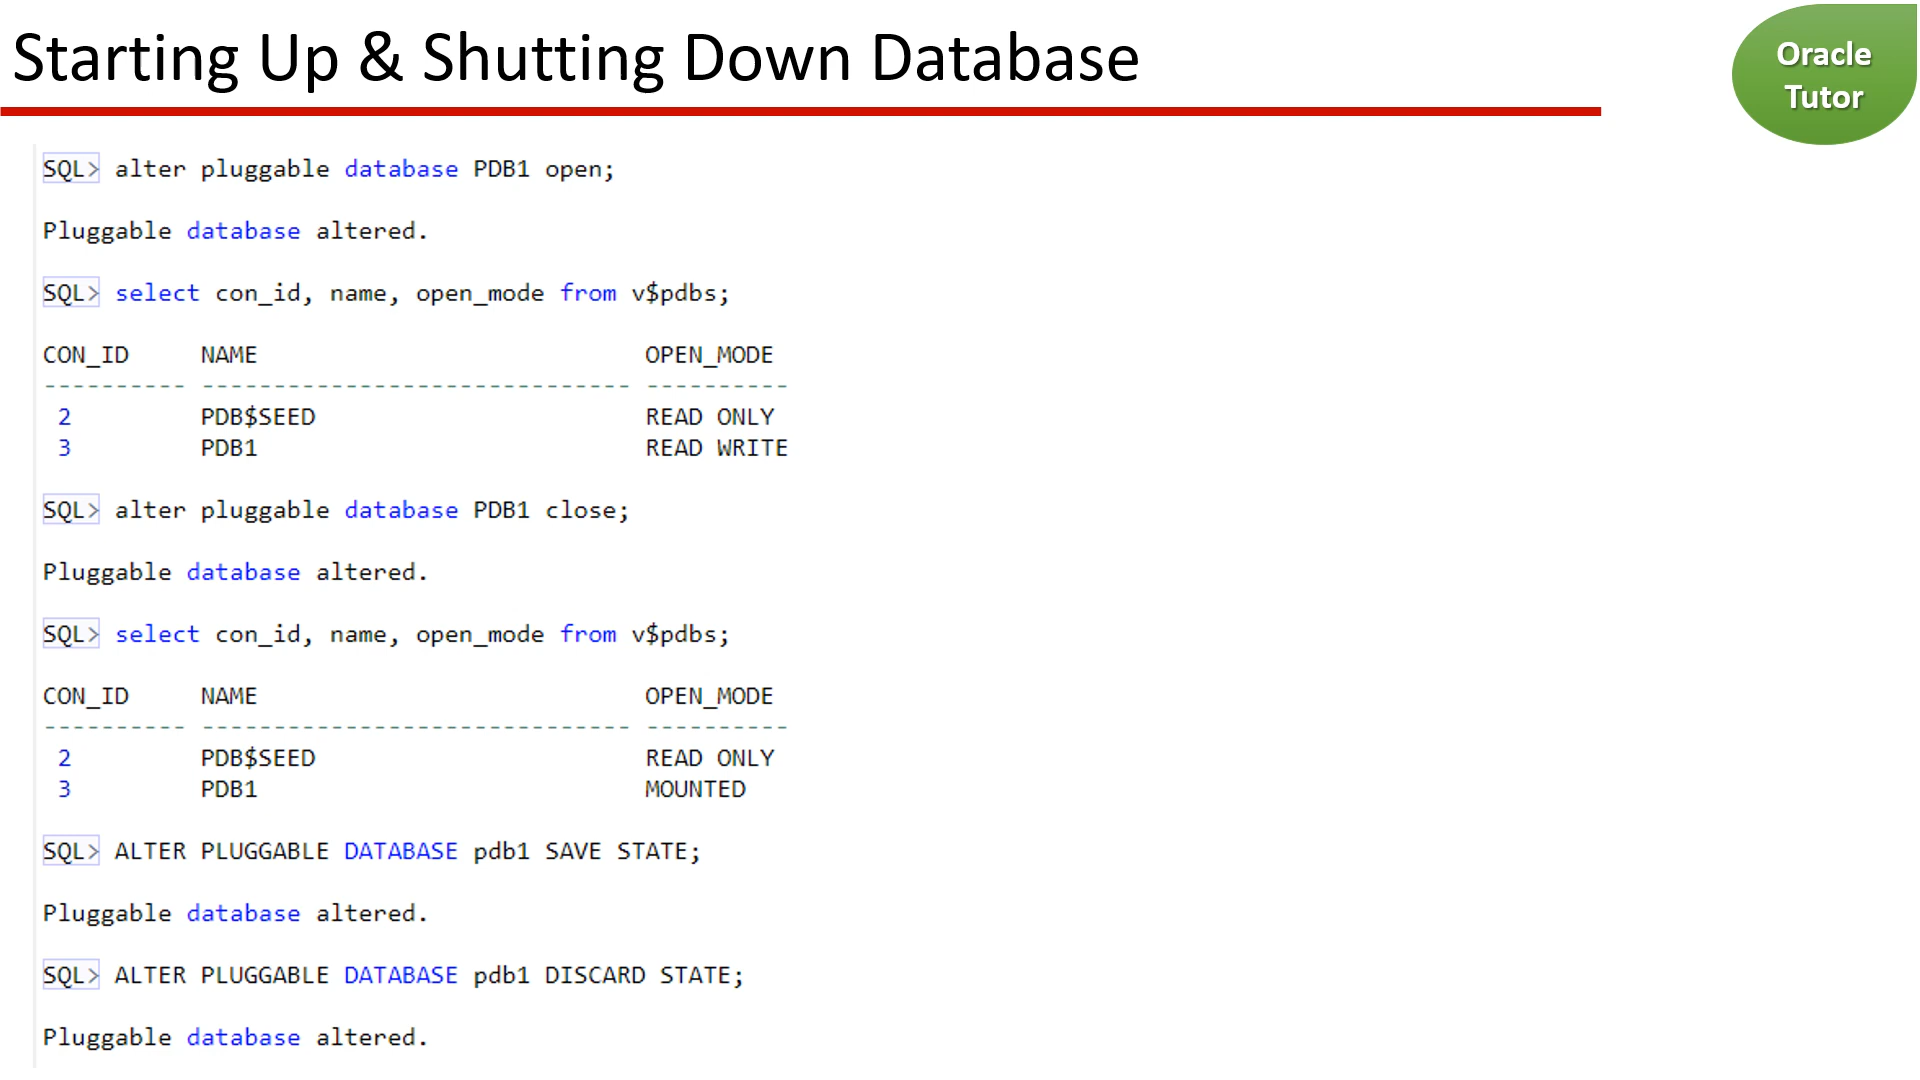 Starting Up & Shutting Down Database
Oracle
Tutor
SQL> alter pluggable database PDB1 open;
Pluggable database altered.
SQL> select con_id, name, open_mode from v$pdbs;
CON_ID     NAME                           OPEN_MODE
---------- ------------------------------ ----------
 2         PDB$SEED                       READ ONLY
 3         PDB1                           READ WRITE
SQL> alter pluggable database PDB1 close;
Pluggable database altered.
SQL> select con_id, name, open_mode from v$pdbs;
CON_ID     NAME                           OPEN_MODE
---------- ------------------------------ ----------
 2         PDB$SEED                       READ ONLY
 3         PDB1                           MOUNTED
SQL> ALTER PLUGGABLE DATABASE pdb1 SAVE STATE;
Pluggable database altered.
SQL> ALTER PLUGGABLE DATABASE pdb1 DISCARD STATE;
Pluggable database altered.